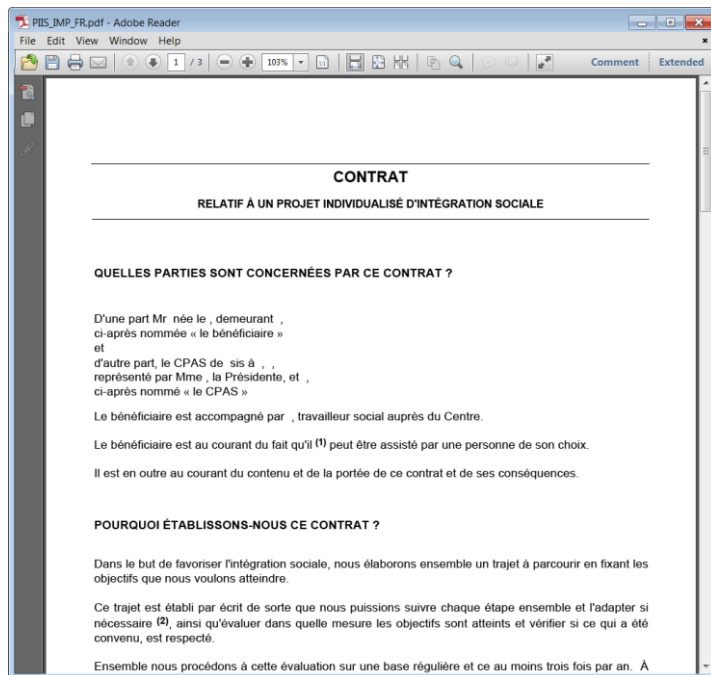 PIIS_IMP_FR.pdf - Adobe Reader
File Edit View Window Help
1 / 3 103% Comment Extended
CONTRAT
RELATIF À UN PROJET INDIVIDUALISÉ D'INTÉGRATION SOCIALE
QUELLES PARTIES SONT CONCERNÉES PAR CE CONTRAT ?
D'une part Mr née le , demeurant ,
ci-après nommée « le bénéficiaire »
et
d'autre part, le CPAS de sis à , ,
représenté par Mme , la Présidente, et ,
ci-après nommé « le CPAS »
Le bénéficiaire est accompagné par , travailleur social auprès du Centre.
Le bénéficiaire est au courant du fait qu'il (1) peut être assisté par une personne de son choix.
Il est en outre au courant du contenu et de la portée de ce contrat et de ses conséquences.
POURQUOI ÉTABLISSONS-NOUS CE CONTRAT ?
Dans le but de favoriser l'intégration sociale, nous élaborons ensemble un trajet à parcourir en fixant les
objectifs que nous voulons atteindre.
Ce trajet est établi par écrit de sorte que nous puissions suivre chaque étape ensemble et l'adapter si
nécessaire (2), ainsi qu'évaluer dans quelle mesure les objectifs sont atteints et vérifier si ce qui a été
convenu, est respecté.
Ensemble nous procédons à cette évaluation sur une base régulière et ce au moins trois fois par an. À